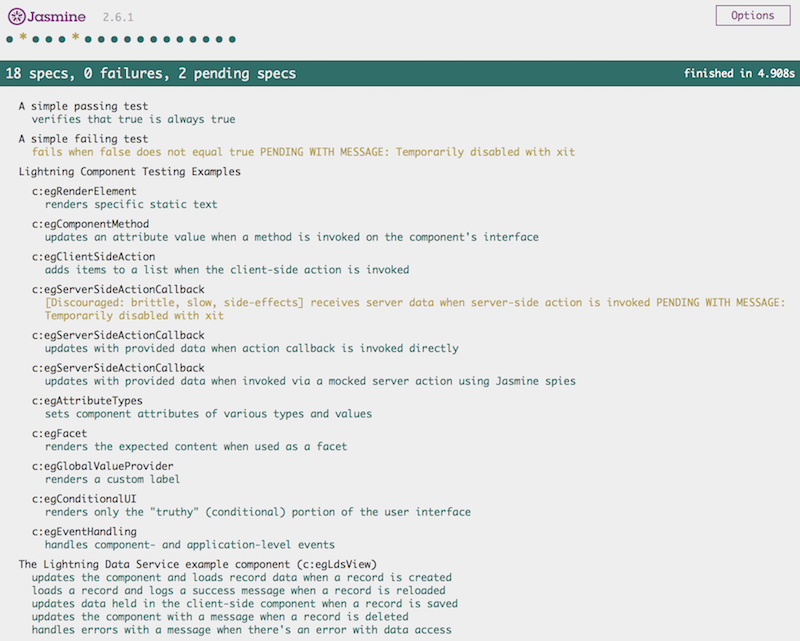 Jasmine 2.6.1
Options
18 specs, 0 failures, 2 pending specs
finished in 4.908s
A simple passing test
verifies that true is always true
A simple failing test
fails when false does not equal true PENDING WITH MESSAGE: Temporarily disabled with xit
Lightning Component Testing Examples
c:egRenderElement
renders specific static text
c:egComponentMethod
updates an attribute value when a method is invoked on the component's interface
c:egClientSideAction
adds items to a list when the client-side action is invoked
c:egServerSideActionCallback
[Discouraged: brittle, slow, side-effects] receives server data when server-side action is invoked PENDING WITH MESSAGE:
Temporarily disabled with xit
c:egServerSideActionCallback
updates with provided data when action callback is invoked directly
c:egServerSideActionCallback
updates with provided data when invoked via a mocked server action using Jasmine spies
c:egAttributeTypes
sets component attributes of various types and values
c:egFacet
renders the expected content when used as a facet
c:egGlobalValueProvider
renders a custom label
c:egConditionalUI
renders only the "truthy" (conditional) portion of the user interface
c:egEventHandling
handles component- and application-level events
The Lightning Data Service example component (c:egLdsView)
updates the component and loads record data when a record is created
loads a record and logs a success message when a record is reloaded
updates data held in the client-side component when a record is saved
updates the component with a message when a record is deleted
handles errors with a message when there's an error with data access